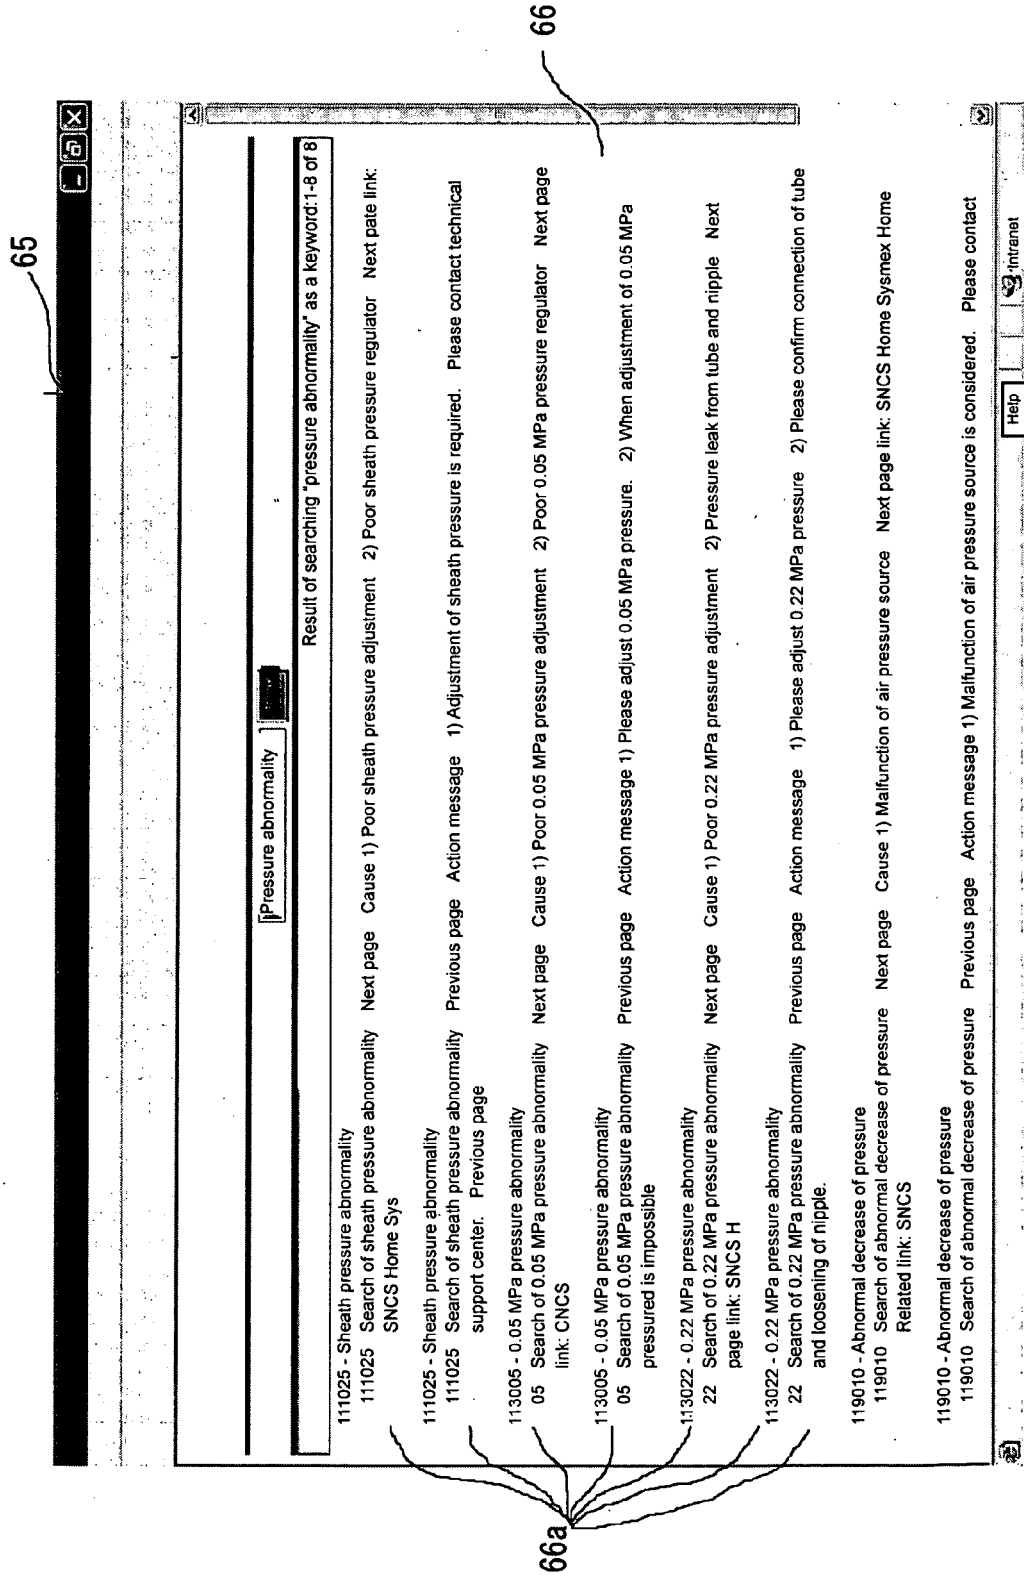 65
Pressure abnormality
Result of searching "pressure abnormality" as a keyword:1-8 of 8
66
111025 - Sheath pressure abnormality
111025 Search of sheath pressure abnormality Next page Cause 1) Poor sheath pressure adjustment 2) Poor sheath pressure regulator Next pate link:
SNCS Home Sys
111025 - Sheath pressure abnormality
111025 Search of sheath pressure abnormality Previous page Action message 1) Adjustment of sheath pressure is required. Please contact technical
support center. Previous page
113005 - 0.05 MPa pressure abnormality
05 Search of 0.05 MPa pressure abnormality Next page Cause 1) Poor 0.05 MPa pressure adjustment 2) Poor 0.05 MPa pressure regulator Next page
link: CNCS
113005 - 0.05 MPa pressure abnormality
05 Search of 0.05 MPa pressure abnormality Previous page Action message 1) Please adjust 0.05 MPa pressure. 2) When adjustment of 0.05 MPa
pressured is impossible
113022 - 0.22 MPa pressure abnormality
22 Search of 0.22 MPa pressure abnormality Next page Cause 1) Poor 0.22 MPa pressure adjustment 2) Pressure leak from tube and nipple Next
page link: SNCS H
113022 - 0.22 MPa pressure abnormality
22 Search of 0.22 MPa pressure abnormality Previous page Action message 1) Please adjust 0.22 MPa pressure 2) Please confirm connection of tube
and loosening of nipple.
119010 - Abnormal decrease of pressure
119010 Search of abnormal decrease of pressure Next page Cause 1) Malfunction of air pressure source Next page link: SNCS Home Sysmex Home
Related link: SNCS
119010 - Abnormal decrease of pressure
119010 Search of abnormal decrease of pressure Previous page Action message 1) Malfunction of air pressure source is considered. Please contact
66a
Help
Intranet